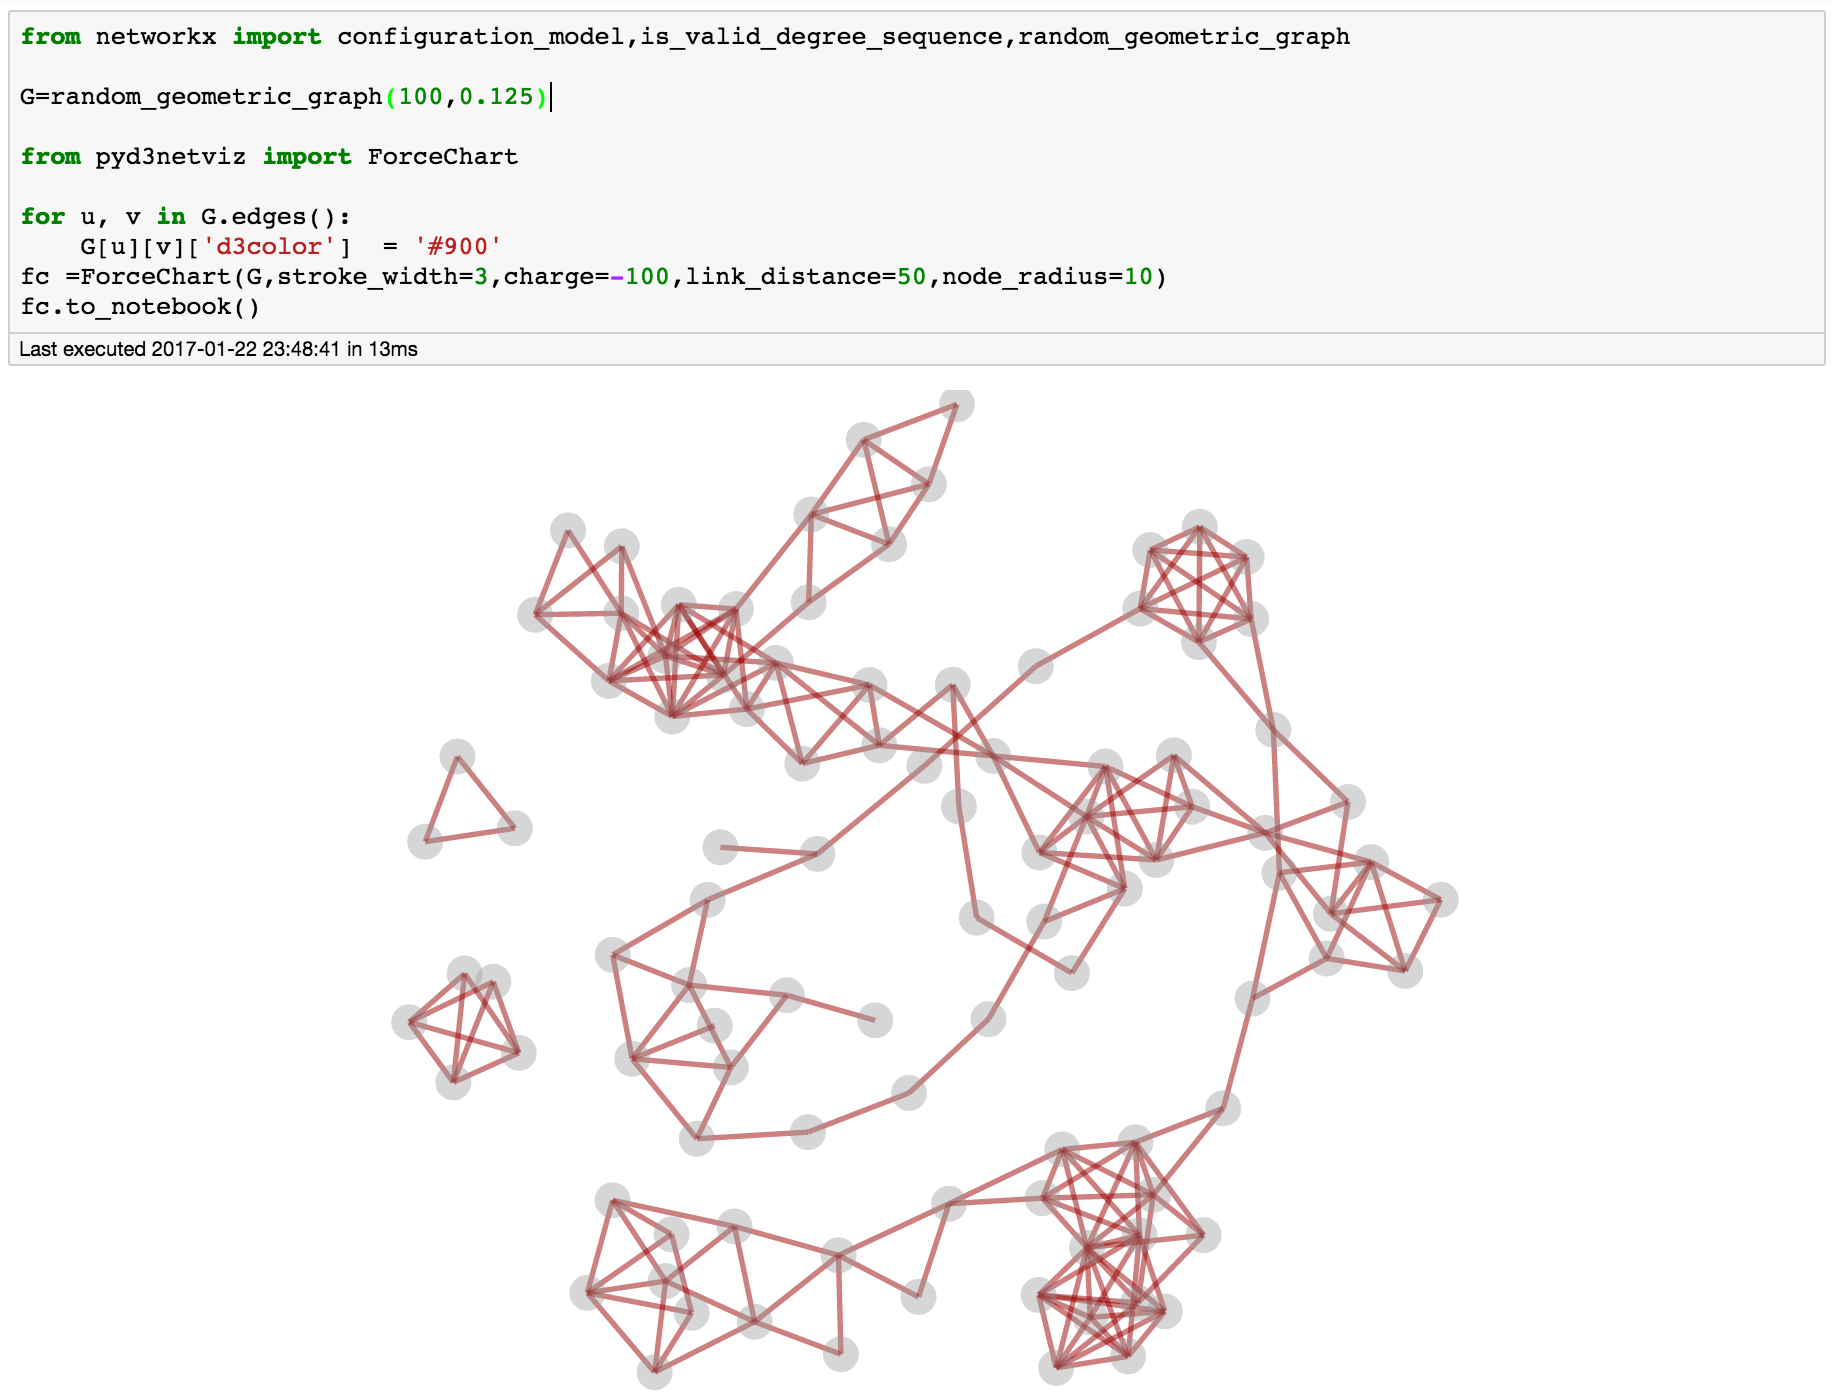 from networkx import configuration_model,is_valid_degree_sequence,random_geometric_graph
G=random_geometric_graph(100,0.125)
from pyd3netviz import ForceChart
for u, v in G.edges():
    G[u][v]['d3color']  = '#900'
fc =ForceChart(G,stroke_width=3,charge=-100,link_distance=50,node_radius=10)
fc.to_notebook()
Last executed 2017-01-22 23:48:41 in 13ms